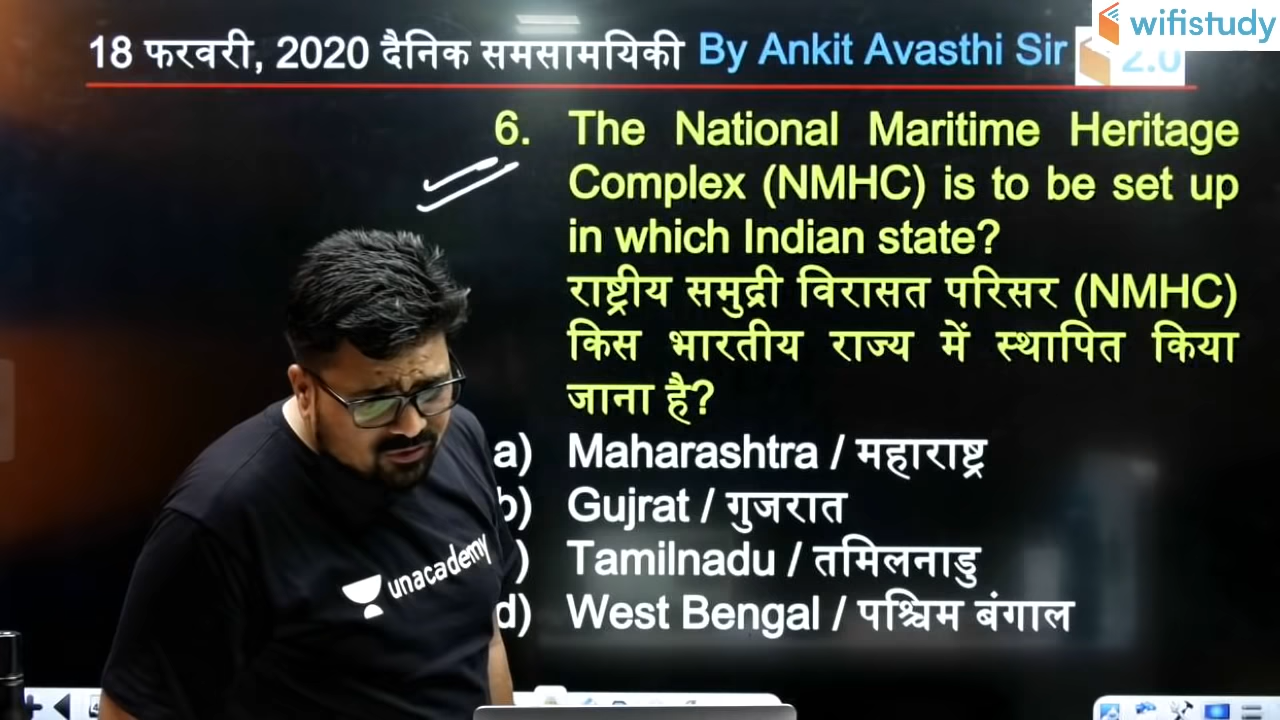 wifistudy
18 फरवरी, 2020 दैनिक समसामयिकी By Ankit Avasthi Sir
2.0
6. The National Maritime Heritage
Complex (NMHC) is to be set up
in which Indian state?
राष्ट्रीय समुद्री विरासत परिसर (NMHC)
किस भारतीय राज्य में स्थापित किया
जाना है?
a) Maharashtra / महाराष्ट्र
b) Gujrat / गुजरात
) Tamilnadu / तमिलनाडु
d) West Bengal / पश्चिम बंगाल
unacademy